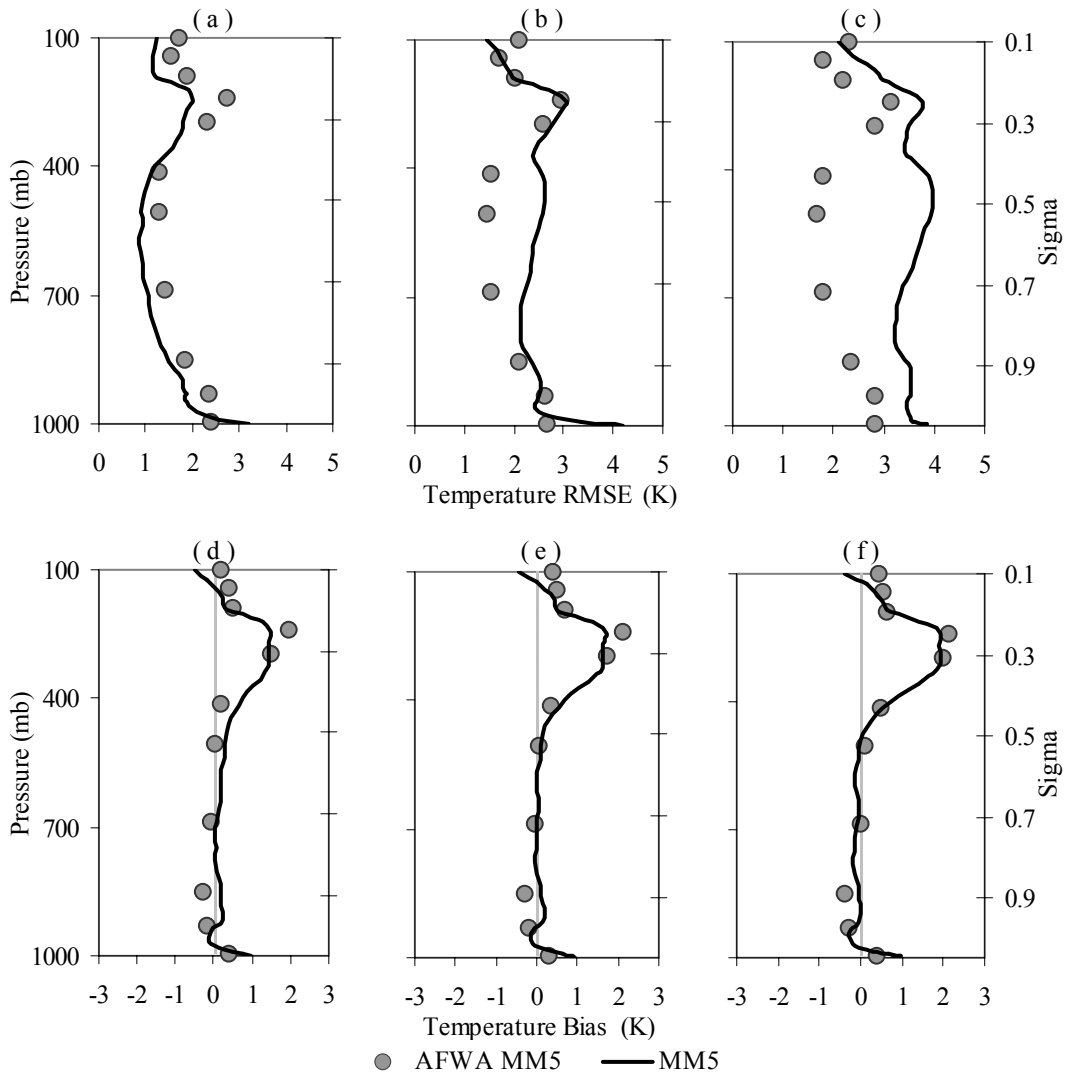 ( a )
( b )
( c )
100
400
700
1000
Pressure (mb)
0.1
0.3
0.5
0.7
0.9
Sigma
0 1 2 3 4 5
0 1 2 3 4 5
0 1 2 3 4 5
Temperature RMSE (K)
( d )
( e )
( f )
100
400
700
1000
Pressure (mb)
0.1
0.3
0.5
0.7
0.9
Sigma
-3 -2 -1 0 1 2 3
-3 -2 -1 0 1 2 3
-3 -2 -1 0 1 2 3
Temperature Bias (K)
AFWA MM5 MM5